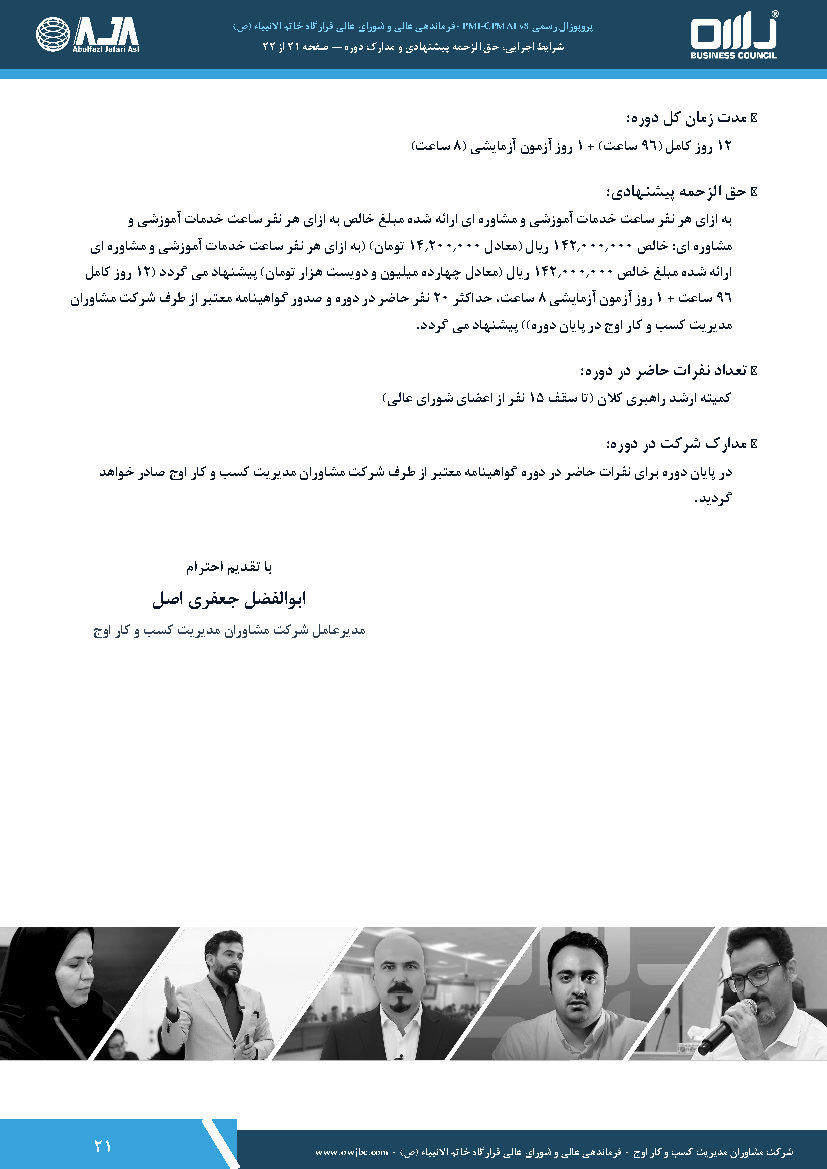 AJA
Abolfazl Jafari Asl
پروپوزال رسمی PMI-CPMAI v8 - فرماندهی عالی و شورای عالی قرارگاه خاتم الانبیاء (ص)
شرایط اجرایی، حق الزحمه پیشنهادی و مدارک دوره — صفحه ۲۱ از ۲۲
BUSINESS COUNCIL
مدت زمان کل دوره:
۱۲ روز کامل (۹۶ ساعت) + ۱ روز آزمون آزمایشی (۸ ساعت)
حق الزحمه پیشنهادی:
به ازای هر نفر ساعت خدمات آموزشی و مشاوره ای ارائه شده مبلغ خالص به ازای هر نفر ساعت خدمات آموزشی و
مشاوره ای: خالص ۱۴۲,۰۰۰,۰۰۰ ریال (معادل ۱۴,۲۰۰,۰۰۰ تومان) (به ازای هر نفر ساعت خدمات آموزشی و مشاوره ای
ارائه شده مبلغ خالص ۱۴۲,۰۰۰,۰۰۰ ریال (معادل چهارده میلیون و دویست هزار تومان) پیشنهاد می گردد (۱۲ روز کامل
۹۶ ساعت + ۱ روز آزمون آزمایشی ۸ ساعت، حداکثر ۲۰ نفر حاضر در دوره و صدور گواهینامه معتبر از طرف شرکت مشاوران
مدیریت کسب و کار اوج در پایان دوره)) پیشنهاد می گردد.
تعداد نفرات حاضر در دوره:
کمیته ارشد راهبری کلان (تا سقف ۱۵ نفر از اعضای شورای عالی)
مدارک شرکت در دوره:
در پایان دوره برای نفرات حاضر در دوره گواهینامه معتبر از طرف شرکت مشاوران مدیریت کسب و کار اوج صادر خواهد
گردید.
با تقدیم احترام
ابوالفضل جعفری اصل
مدیرعامل شرکت مشاوران مدیریت کسب و کار اوج
۲۱
شرکت مشاوران مدیریت کسب و کار اوج - فرماندهی عالی و شورای عالی قرارگاه خاتم الانبیاء (ص) - www.owjbc.com